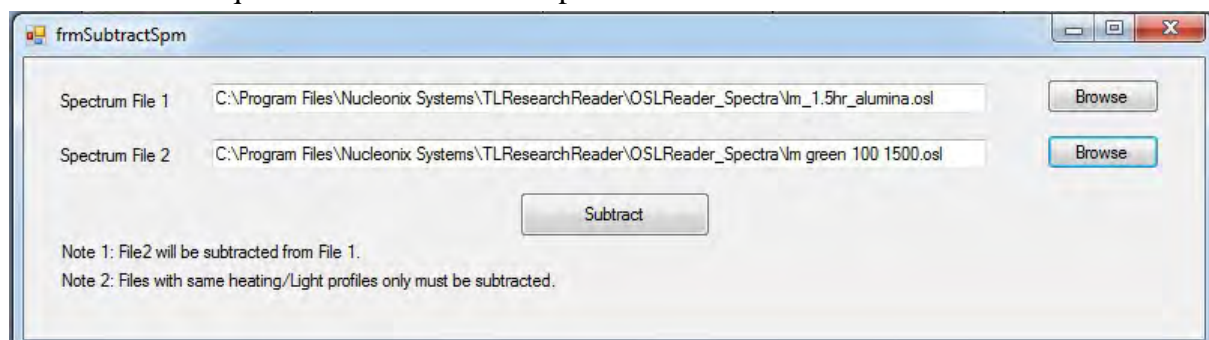 frmSubtractSpm
Spectrum File 1 C:\Program Files\Nucleonix Systems\TLResearchReader\OSLReader_Spectra\lm_1.5hr_alumina.osl Browse
Spectrum File 2 C:\Program Files\Nucleonix Systems\TLResearchReader\OSLReader_Spectra\lm green 100 1500.osl Browse
Subtract
Note 1: File2 will be subtracted from File 1.
Note 2: Files with same heating/Light profiles only must be subtracted.